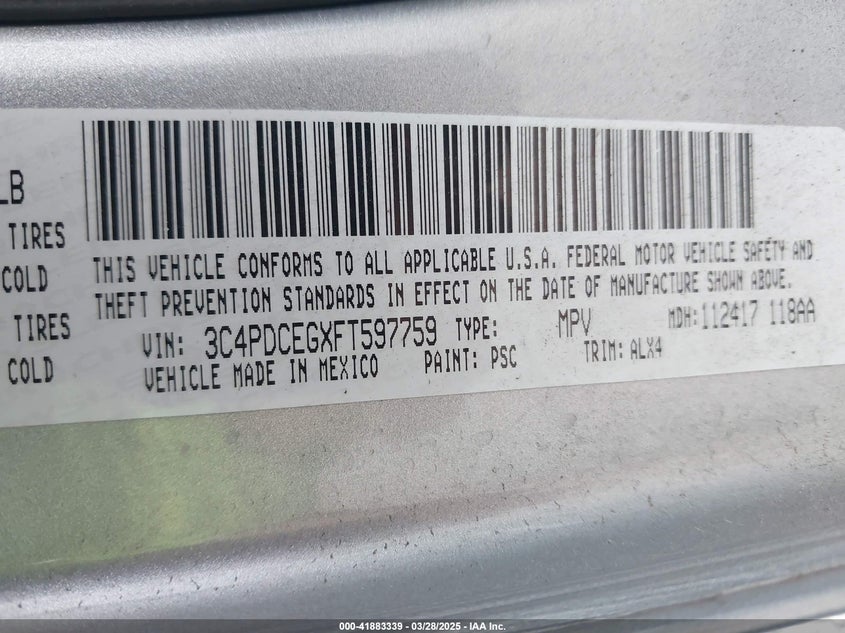 LB
TIRES
COLD
TIRES
COLD
THIS VEHICLE CONFORMS TO ALL APPLICABLE U.S.A. FEDERAL MOTOR VEHICLE SAFETY AND
THEFT PREVENTION STANDARDS IN EFFECT ON THE DATE OF MANUFACTURE SHOWN ABOVE.
VIN: 3C4PDCEGXFT597759 TYPE: MPV MDH:112417 118AA
VEHICLE MADE IN MEXICO PAINT: PSC TRIM: ALX4
000-41883339 - 03/28/2025 - IAA Inc.